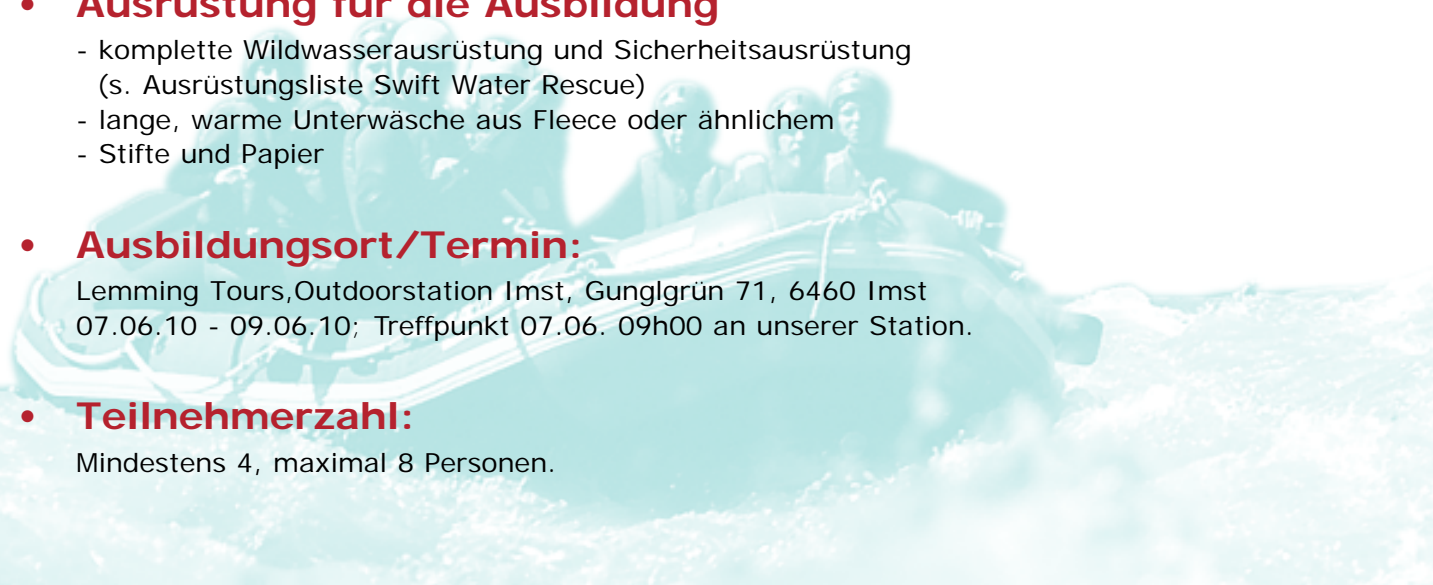 • Ausrüstung für die Ausbildung
- komplette Wildwasserausrüstung und Sicherheitsausrüstung
(s. Ausrüstungsliste Swift Water Rescue)
- lange, warme Unterwäsche aus Fleece oder ähnlichem
- Stifte und Papier
• Ausbildungsort/Termin:
Lemming Tours,Outdoorstation Imst, Gunglgrün 71, 6460 Imst
07.06.10 - 09.06.10; Treffpunkt 07.06. 09h00 an unserer Station.
• Teilnehmerzahl:
Mindestens 4, maximal 8 Personen.